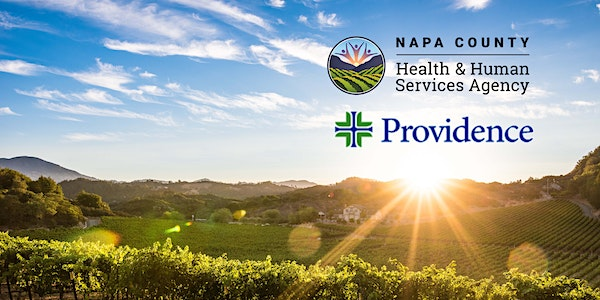 NAPA COUNTY
Health & Human
Services Agency
Providence